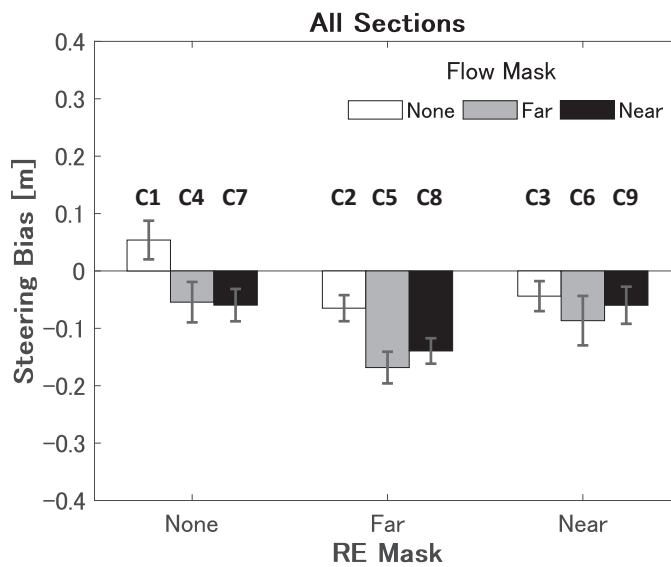 All Sections
Flow Mask
None Far Near
C1 C4 C7 C2 C5 C8 C3 C6 C9
Steering Bias [m]
0.4
0.3
0.2
0.1
0
−0.1
−0.2
−0.3
−0.4
None Far Near
RE Mask